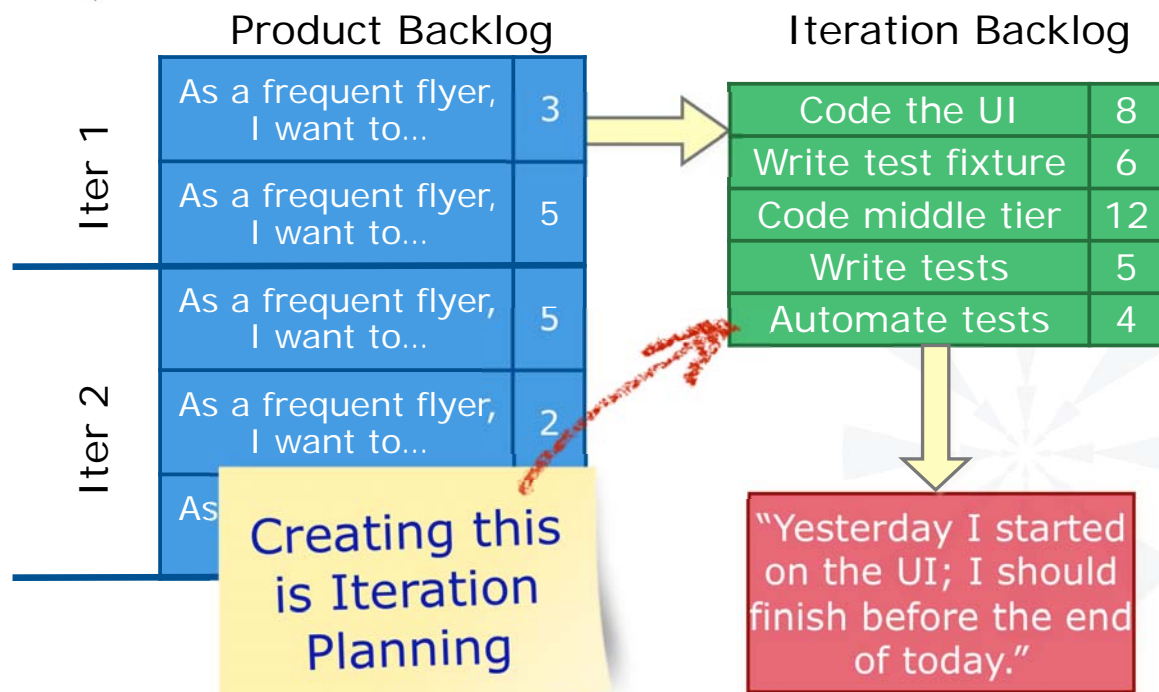 Product Backlog
Iter 1
As a frequent flyer,
I want to...
3
As a frequent flyer,
I want to...
5
Iter 2
As a frequent flyer,
I want to...
5
As a frequent flyer,
I want to...
2
As
Creating this
is Iteration
Planning
Iteration Backlog
Code the UI 8
Write test fixture 6
Code middle tier 12
Write tests 5
Automate tests 4
“Yesterday I started
on the UI; I should
finish before the end
of today.”